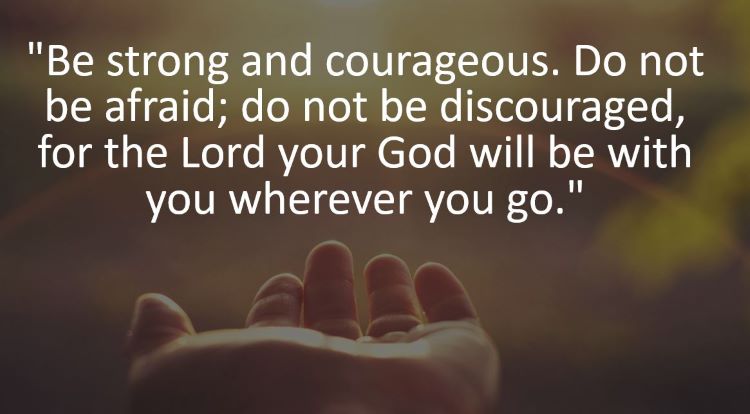 "Be strong and courageous. Do not
be afraid; do not be discouraged,
for the Lord your God will be with
you wherever you go."